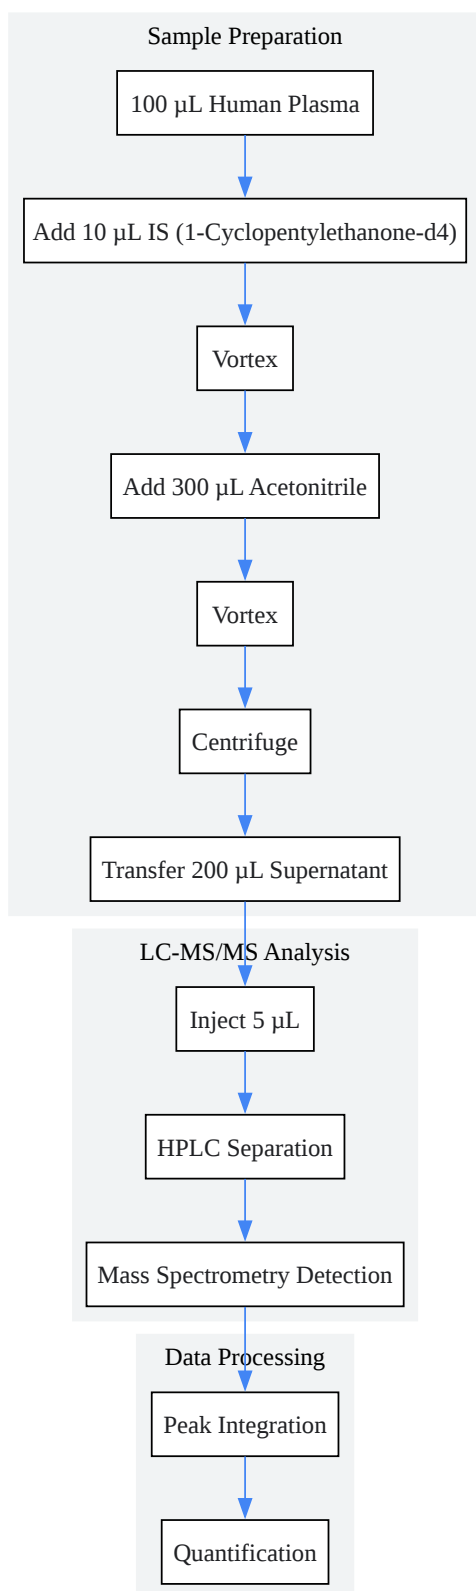 Sample Preparation
100 µL Human Plasma
Add 10 µL IS (1-Cyclopentylethanone-d4)
Vortex
Add 300 µL Acetonitrile
Vortex
Centrifuge
Transfer 200 µL Supernatant
LC-MS/MS Analysis
Inject 5 µL
HPLC Separation
Mass Spectrometry Detection
Data Processing
Peak Integration
Quantification